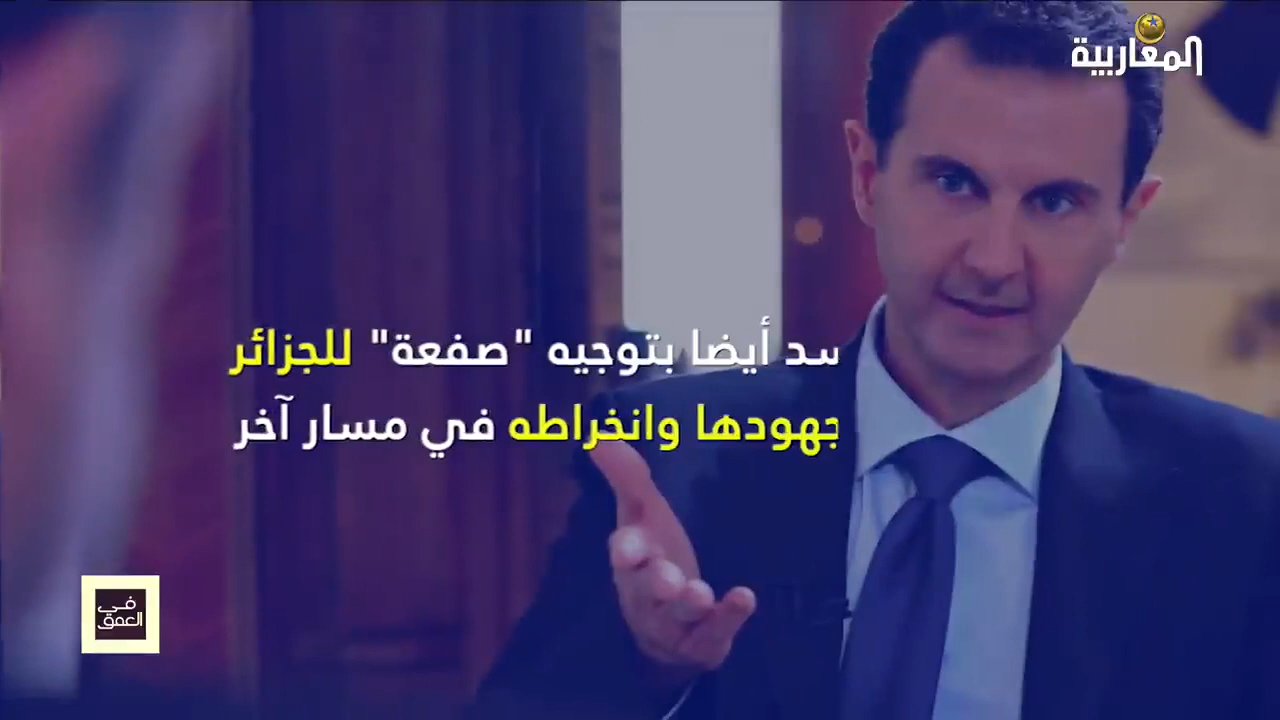 المغاربية
سد أيضا بتوجيه "صفعة" للجزائر
جهودها وانخراطه في مسار آخر
في
العمق